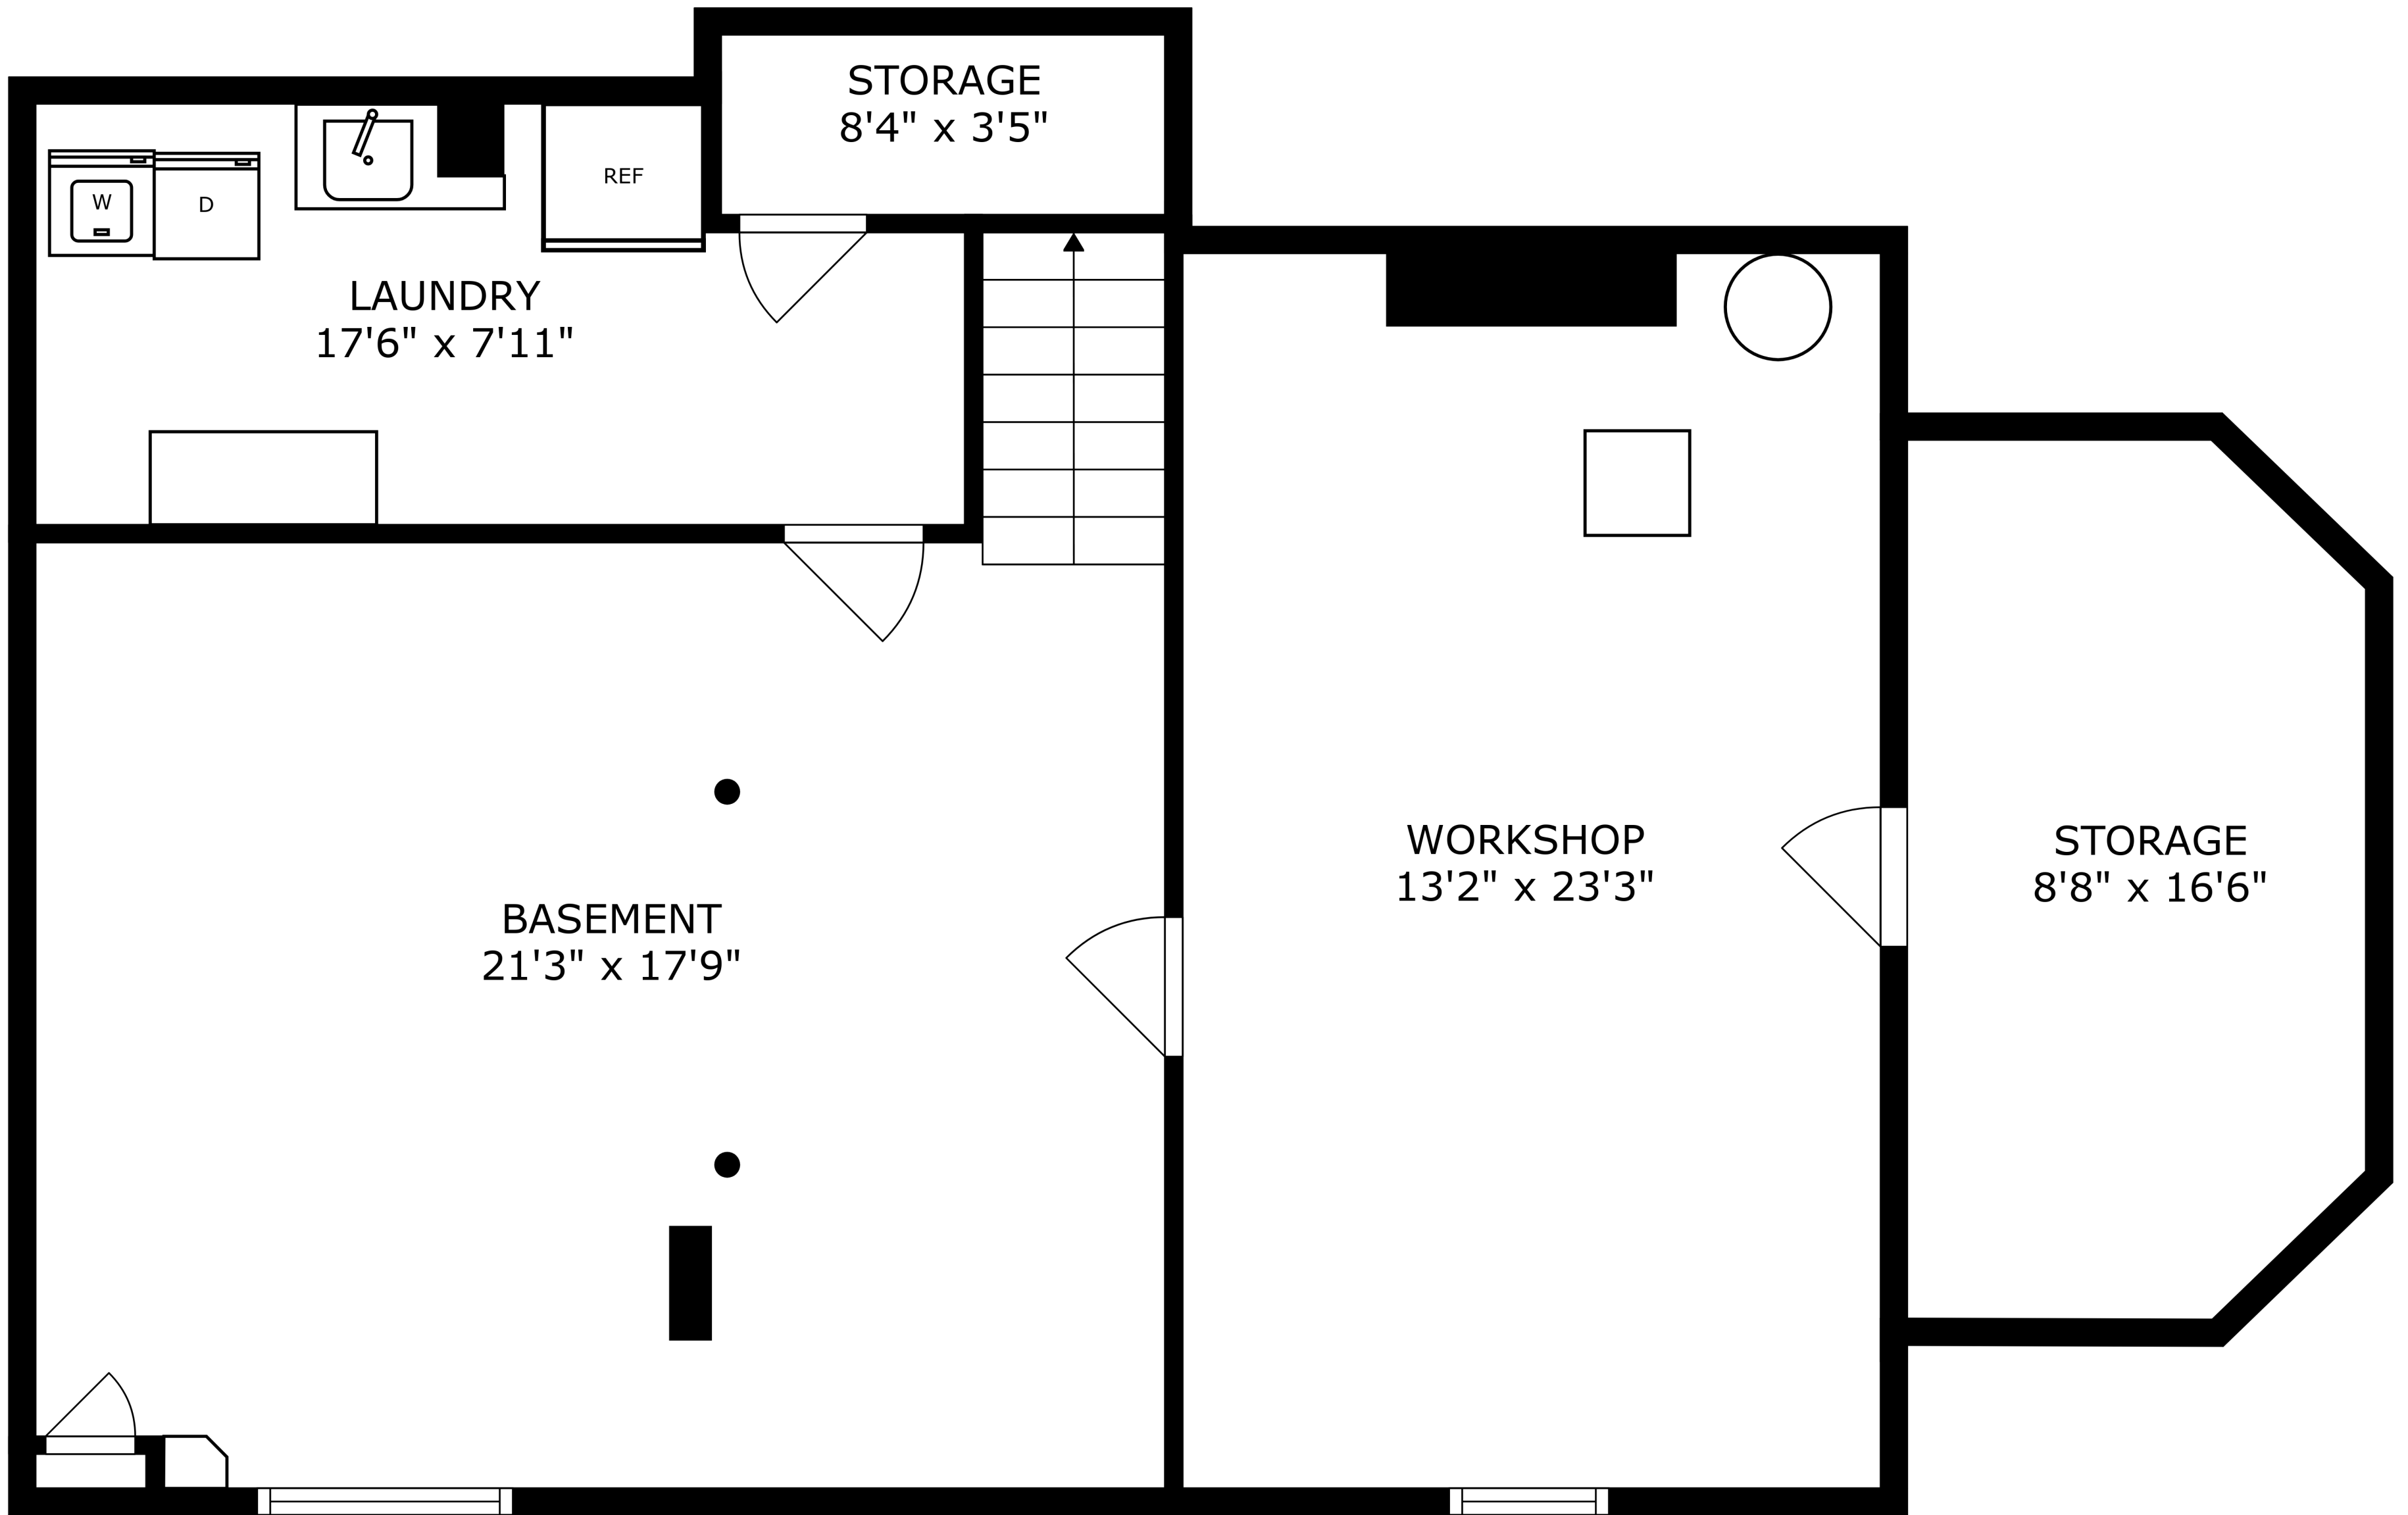 STORAGE
8'4" x 3'5"
REF
W
D
LAUNDRY
17'6" x 7'11"
WORKSHOP
13'2" x 23'3"
STORAGE
8'8" x 16'6"
BASEMENT
21'3" x 17'9"